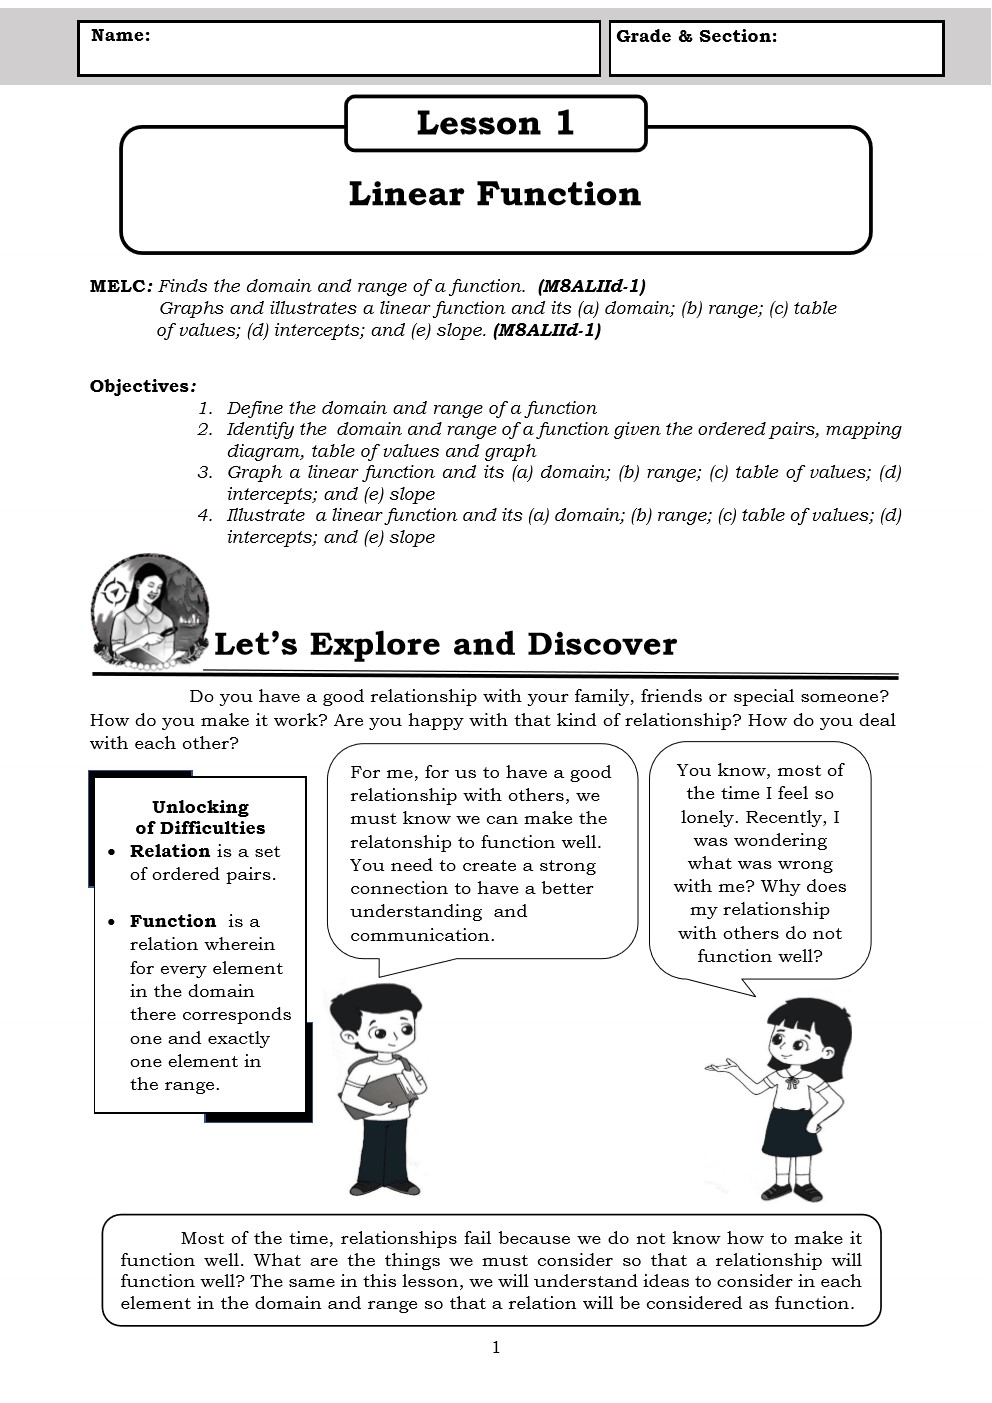 Name:
Grade & Section:
Lesson 1
Linear Function
MELC: Finds the domain and range of a function. (M8ALIId-1)
Graphs and illustrates a linear function and its (a) domain; (b) range; (c) table
of values; (d) intercepts; and (e) slope. (M8ALIId-1)
Objectives:
1. Define the domain and range of a function
2. Identify the domain and range of a function given the ordered pairs, mapping
diagram, table of values and graph
3. Graph a linear function and its (a) domain; (b) range; (c) table of values; (d)
intercepts; and (e) slope
4. Illustrate a linear function and its (a) domain; (b) range; (c) table of values; (d)
intercepts; and (e) slope
Let's Explore and Discover
Do you have a good relationship with your family, friends or special someone?
How do you make it work? Are you happy with that kind of relationship? How do you deal
with each other?
Unlocking
of Difficulties
• Relation is a set
of ordered pairs.
• Function is a
relation wherein
for every element
in the domain
there corresponds
one and exactly
one element in
the range.
For me, for us to have a good
relationship with others, we
must know we can make the
relatonship to function well.
You need to create a strong
connection to have a better
understanding and
communication.
You know, most of
the time I feel so
lonely. Recently, I
was wondering
what was wrong
with me? Why does
my relationship
with others do not
function well?
Most of the time, relationships fail because we do not know how to make it
function well. What are the things we must consider so that a relationship will
function well? The same in this lesson, we will understand ideas to consider in each
element in the domain and range so that a relation will be considered as function.
1